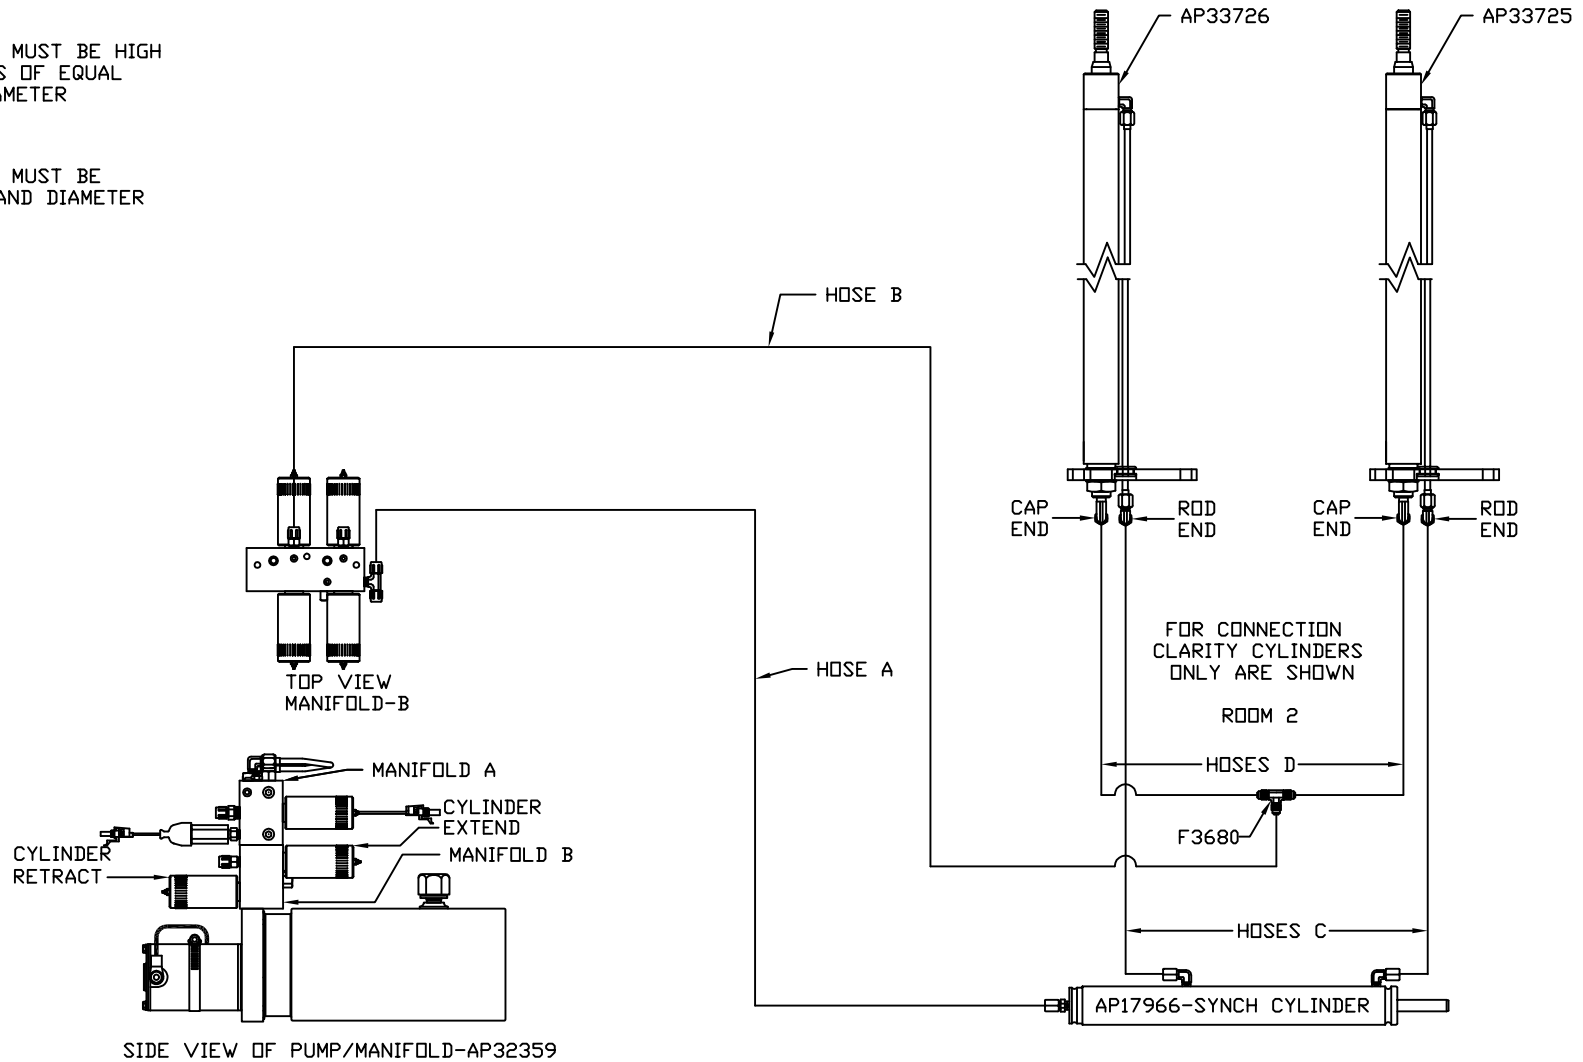 MUST BE HIGH
OF EQUAL
MUST BE
AND DIAMETER
AP33726
AP33725
HOSE B
CAP
END
ROD
END
CAP
END
ROD
END
FOR CONNECTION
CLARITY CYLINDERS
ONLY ARE SHOWN
ROOM 2
HOSE A
TOP VIEW
MANIFOLD-B
HOSES D
F3680
MANIFOLD A
CYLINDER
EXTEND
MANIFOLD B
CYLINDER
RETRACT
HOSES C
AP17966-SYNCH CYLINDER
SIDE VIEW OF PUMP/MANIFOLD-AP32359